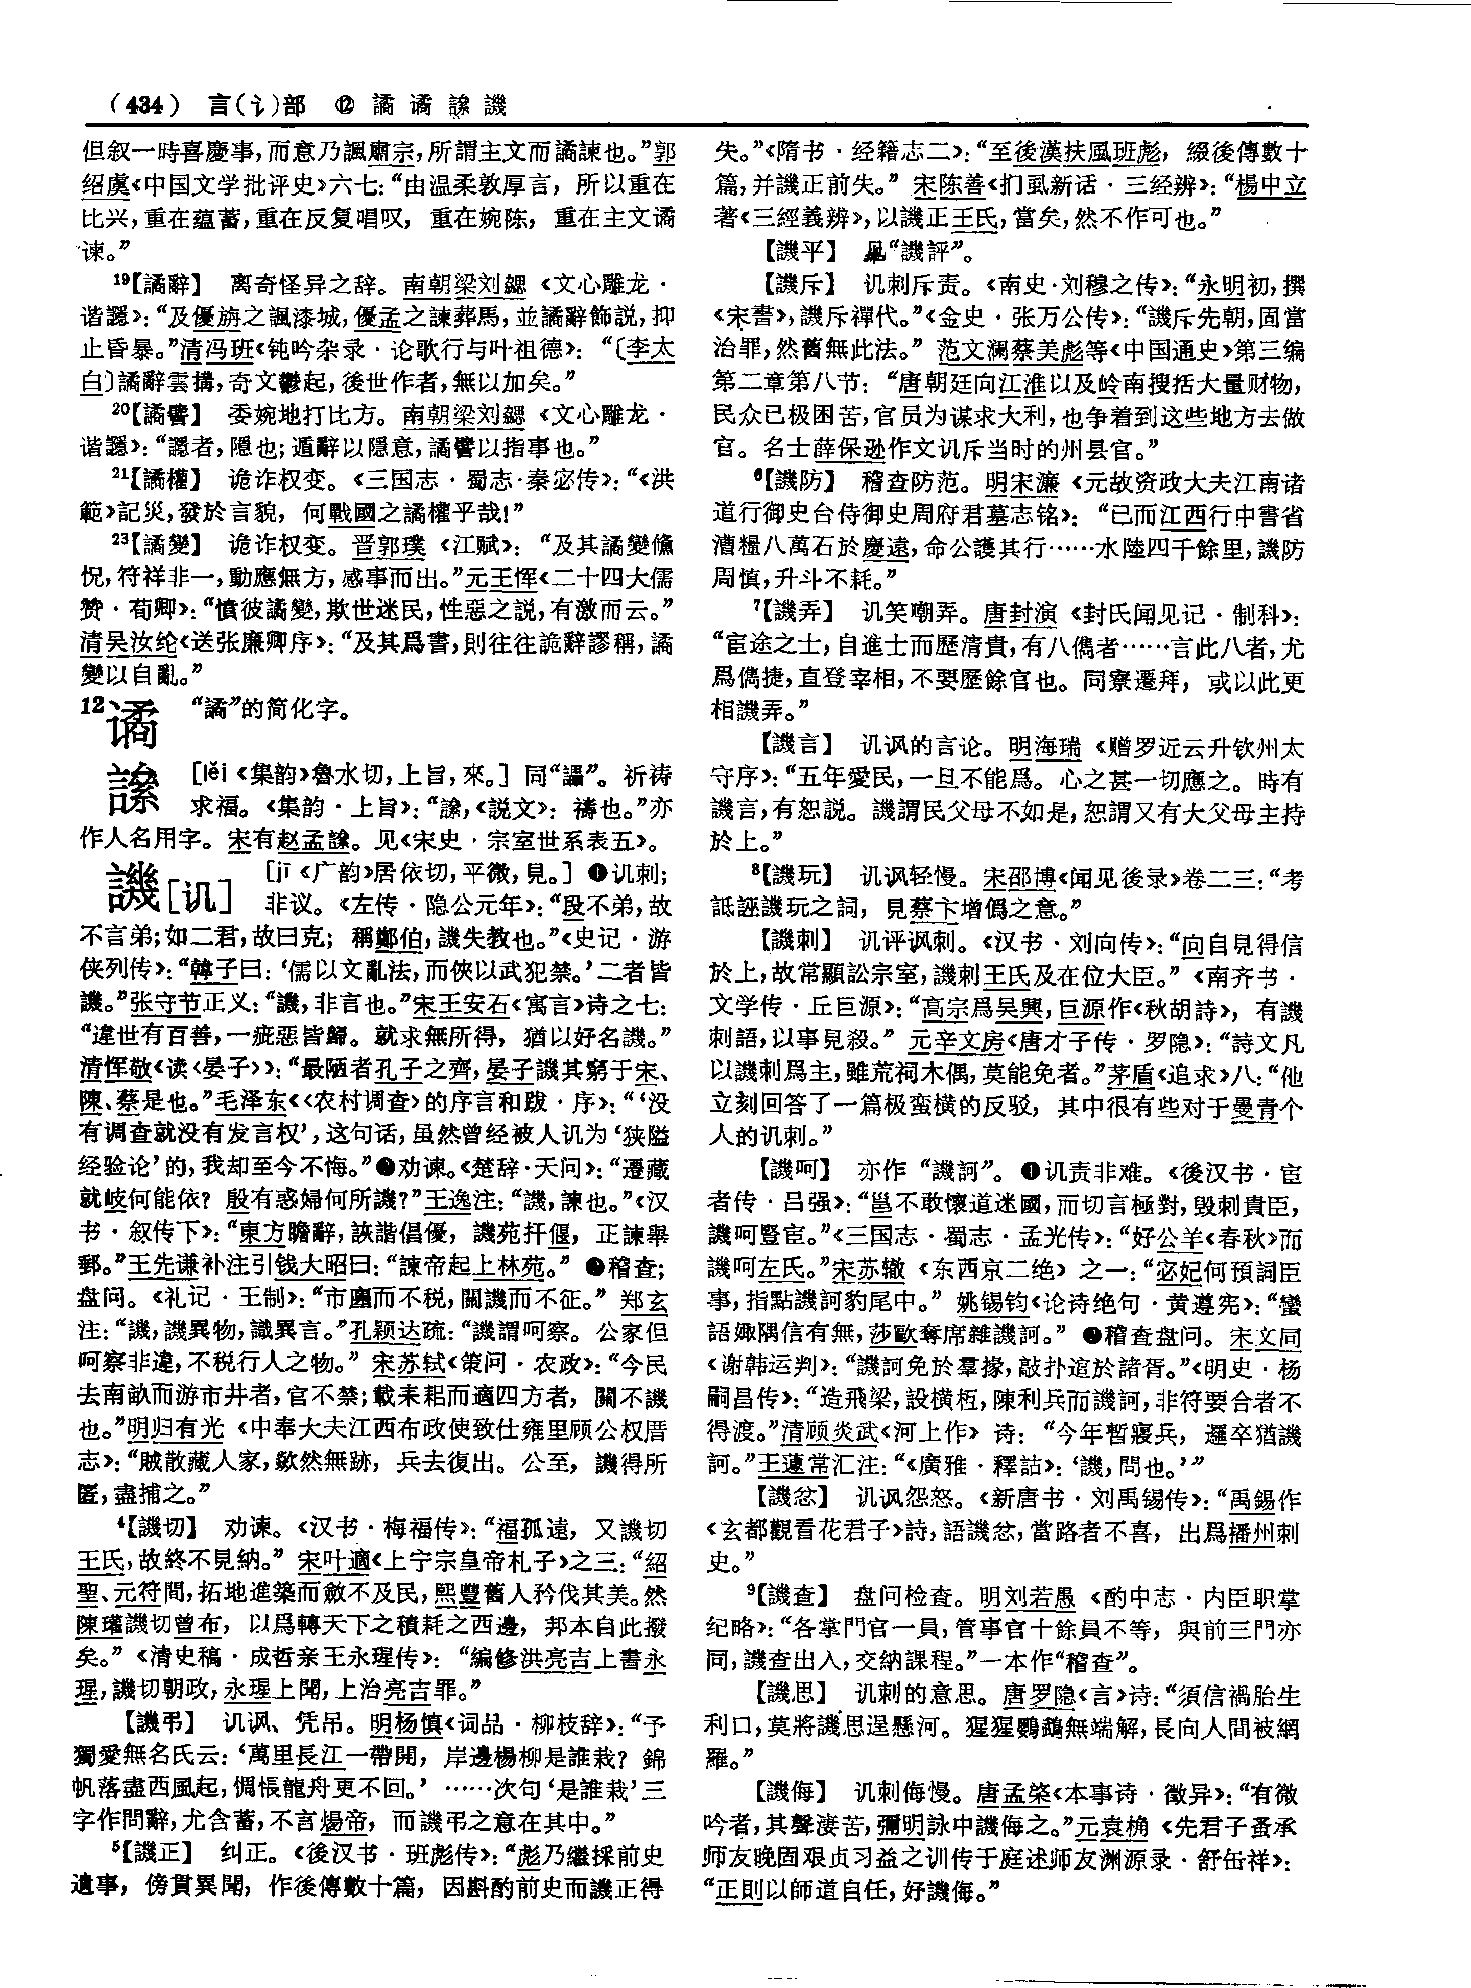 （434） 言(讠)部 ⑫ 譎 谲 譢 譏
但叙一時喜慶事，而意乃諷肅宗，所謂主文而譎諫也。”郭
绍虞《中国文学批评史》六七：“由温柔敦厚言，所以重在
比兴，重在蕴蓄，重在反复唱叹，重在婉陈，重在主文谲
谏。”
19【譎辭】 离奇怪异之辞。南朝梁刘勰《文心雕龙·
谐讔》：“及優旃之諷漆城，優孟之諫葬馬，並譎辭飾説，抑
止昏暴。”清冯班《钝吟杂录·论歌行与叶祖德》：“〔李太
白〕譎辭雲搆，奇文鬱起，後世作者，無以加矣。”
20【譎譬】 委婉地打比方。南朝梁刘勰《文心雕龙·
谐讔》：“讔者，隱也；遁辭以隱意，譎譬以指事也。”
21【譎權】 诡诈权变。《三国志·蜀志·秦宓传》：“《洪
範》記災，發於言貌，何戰國之譎權乎哉！”
23【譎變】 诡诈权变。晋郭璞《江赋》：“及其譎變儵
怳，符祥非一，動應無方，感事而出。”元王恽《二十四大儒
赞·荀卿》：“憤彼譎變，欺世迷民，性惡之説，有激而云。”
清吴汝纶《送张廉卿序》：“及其爲書，則往往詭辭謬稱，譎
變以自亂。”
12谲 “譎”的简化字。
[lěi《集韵》魯水切，上旨，來。] 同“讄”。祈祷
求福。《集韵·上旨》：“，《説文》：禱也。”亦
作人名用字。宋有赵孟。见《宋史·宗室世系表五》。
譏[讥] [jī《广韵》居依切，平微，見。] ❶讥刺；
非议。《左传·隐公元年》：“段不弟，故
不言弟；如二君，故曰克；稱鄭伯，譏失教也。”《史记·游
侠列传》：“韓子曰：‘儒以文亂法，而俠以武犯禁。’二者皆
譏。”张守节正义：“譏，非言也。”宋王安石《寓言》诗之七：
“違世有百善，一疵惡皆歸。就求無所得，猶以好名譏。”
清恽敬《读〈晏子〉》：“最陋者孔子之齊，晏子譏其窮于宋、
陳、蔡是也。”毛泽东《〈农村调查〉的序言和跋·序》：“‘没
有调查就没有发言权’，这句话，虽然曾经被人讥为‘狭隘
经验论’的，我却至今不悔。”❷劝谏。《楚辞·天问》：“遷藏
就岐何能依？殷有惑婦何所譏？”王逸注：“譏，諫也。”《汉
书·叙传下》：“東方贍辭，詼諧倡優，譏苑扞偃，正諫舉
郵。”王先谦补注引钱大昭曰：“諫帝起上林苑。”❸稽查；
盘问。《礼记·王制》：“市廛而不税，關譏而不征。”郑玄
注：“譏，譏異物，識異言。”孔颖达疏：“譏謂呵察。公家但
呵察非違，不税行人之物。”宋苏轼《策问·农政》：“今民
去南畝而游市井者，官不禁；載耒耜而適四方者，關不譏
也。”明归有光《中奉大夫江西布政使致仕雍里顾公权厝
志》：“賊散藏人家，欻然無跡，兵去復出。公至，譏得所
匿，盡捕之。”
4【譏切】 劝谏。《汉书·梅福传》：“福孤遠，又譏切
王氏，故終不見納。”宋叶適《上宁宗皇帝札子》之三：“紹
聖、元符間，拓地進築而斂不及民，熙豐舊人矜伐其美。然
陳瓘譏切曾布，以爲轉天下之積耗之西邊，邦本自此撥
矣。”《清史稿·成哲亲王永瑆传》：“编修洪亮吉上書永
瑆，譏切朝政，永瑆上聞，上治亮吉罪。”
【譏弔】 讥讽、凭吊。明杨慎《词品·柳枝辞》：“予
獨愛無名氏云：‘萬里長江一帶開，岸邊楊柳是誰栽？錦
帆落盡西風起，惆悵龍舟更不回。’……次句‘是誰栽’三
字作問辭，尤含蓄，不言煬帝，而譏弔之意在其中。”
5【譏正】 纠正。《後汉书·班彪传》：“彪乃繼採前史
遺事，傍貫異聞，作後傳數十篇，因斟酌前史而譏正得
失。”《隋书·经籍志二》：“至後漢扶風班彪，綴後傳數十
篇，并譏正前失。”宋陈善《扪虱新话·三经辨》：“楊中立
著《三經義辨》，以譏正王氏，當矣，然不作可也。”
【譏平】 见“譏評”。
【譏斥】 讥刺斥责。《南史·刘穆之传》：“永明初，撰
《宋書》，譏斥禪代。”《金史·张万公传》：“譏斥先朝，固當
治罪，然舊無此法。”范文澜蔡美彪等《中国通史》第三编
第二章第八节：“唐朝廷向江淮以及岭南搜括大量财物，
民众已极困苦，官员为谋求大利，也争着到这些地方去做
官。名士薛保逊作文讥斥当时的州县官。”
6【譏防】 稽查防范。明宋濂《元故资政大夫江南诸
道行御史台侍御史周府君墓志铭》：“已而江西行中書省
漕糧八萬石於慶遠，命公護其行……水陸四千餘里，譏防
周慎，升斗不耗。”
7【譏弄】 讥笑嘲弄。唐封演《封氏闻见记·制科》：
“宦途之士，自進士而歷清貴，有八儁者……言此八者，尤
爲儁捷，直登宰相，不要歷餘官也。同寮遷拜，或以此更
相譏弄。”
【譏言】 讥讽的言论。明海瑞《赠罗近云升钦州太
守序》：“五年愛民，一旦不能爲。心之甚一切應之。時有
譏言，有恕説。譏謂民父母不如是，恕謂又有大父母主持
於上。”
8【譏玩】 讥讽轻慢。宋邵博《闻见後录》卷二三：“考
詆誣譏玩之詞，見蔡卞增僞之意。”
【譏刺】 讥评讽刺。《汉书·刘向传》：“向自見得信
於上，故常顯訟宗室，譏刺王氏及在位大臣。”《南齐书·
文学传·丘巨源》：“高宗爲吴興，巨源作《秋胡詩》，有譏
刺語，以事見殺。”元辛文房《唐才子传·罗隐》：“詩文凡
以譏刺爲主，雖荒祠木偶，莫能免者。”茅盾《追求》八：“他
立刻回答了一篇极蛮横的反驳，其中很有些对于曼青个
人的讥刺。”
【譏呵】 亦作“譏訶”。❶讥责非难。《後汉书·宦
者传·吕强》：“邕不敢懷道迷國，而切言極對，毁刺貴臣，
譏呵豎宦。”《三国志·蜀志·孟光传》：“好公羊《春秋》而
譏呵左氏。”宋苏辙《东西京二绝》之一：“宓妃何預詞臣
事，指點譏訶豹尾中。”姚锡钧《论诗绝句·黄遵宪》：“蠻
語娵隅信有無，莎歐奪席雜譏訶。”❷稽查盘问。宋文同
《谢韩运判》：“譏訶免於羣掾，敲扑逭於諸胥。”《明史·杨
嗣昌传》：“造飛梁，設横枑，陳利兵而譏訶，非符要合者不
得渡。”清顾炎武《河上作》诗：“今年暫寢兵，邏卒猶譏
訶。”王蘧常汇注：“《廣雅·釋詁》：‘譏，問也。’”
【譏忿】 讥讽怨怒。《新唐书·刘禹锡传》：“禹錫作
《玄都觀看花君子》詩，語譏忿，當路者不喜，出爲播州刺
史。”
9【譏查】 盘问检查。明刘若愚《酌中志·内臣职掌
纪略》：“各掌門官一員，管事官十餘員不等，與前三門亦
同，譏查出入，交納課程。”一本作“稽查”。
【譏思】 讥刺的意思。唐罗隐《言》诗：“須信禍胎生
利口，莫將譏思逞懸河。猩猩鸚鵡無端解，長向人間被網
羅。”
【譏侮】 讥刺侮慢。唐孟棨《本事诗·徵异》：“有微
吟者，其聲淒苦，彌明詠中譏侮之。”元袁桷《先君子蚤承
师友晚固艰贞习益之训传于庭述师友渊源录·舒岳祥》：
“正則以師道自任，好譏侮。”